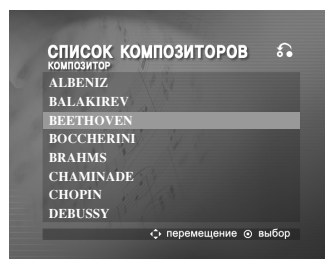 СПИСОК КОМПОЗИТОРОВ
КОМПОЗИТОР
ALBENIZ
BALAKIREV
BEETHOVEN
BOCCHERINI
BRAHMS
CHAMINADE
CHOPIN
DEBUSSY
перемещение выбор